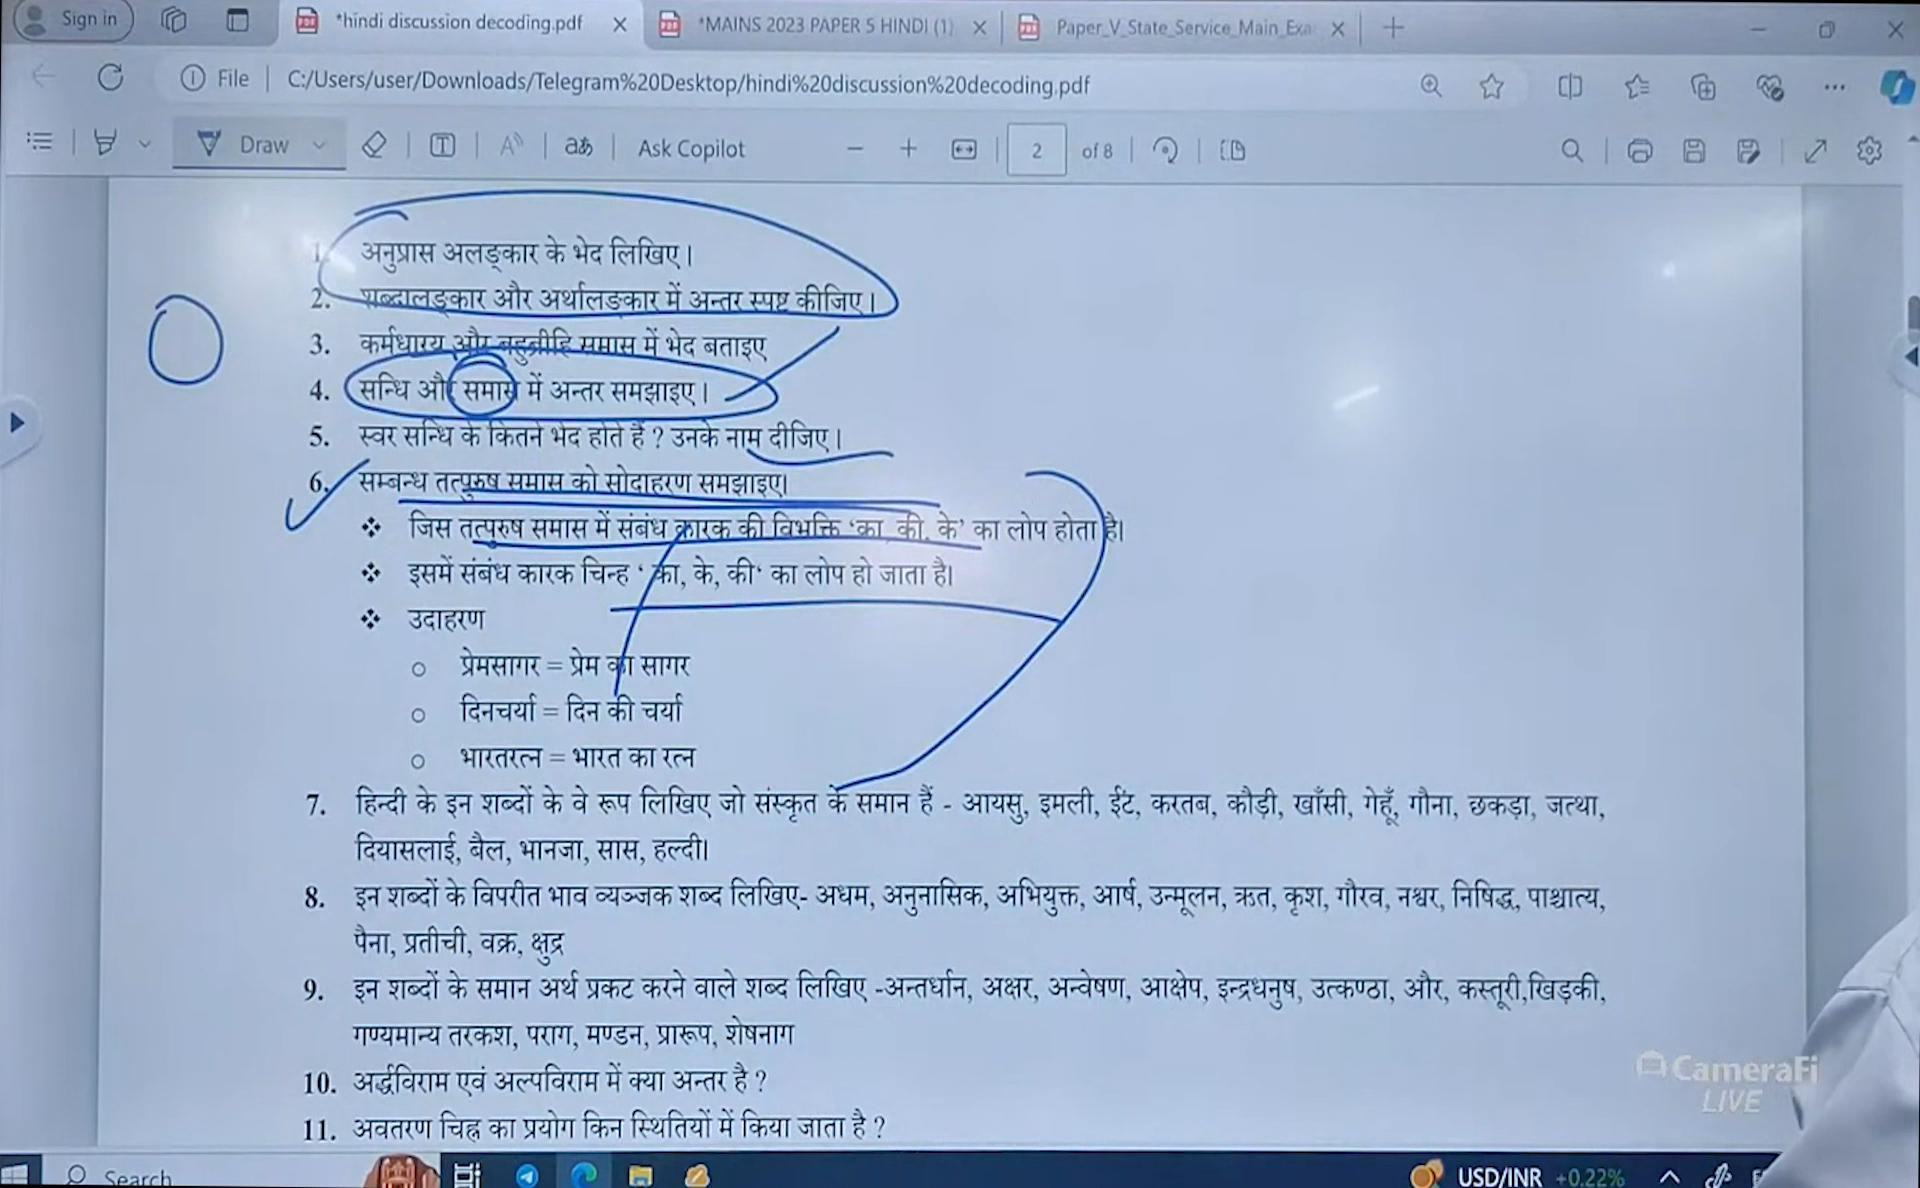 Sign in
*hindi discussion decoding.pdf
*MAINS 2023 PAPER 5 HINDI (1)
Paper_V_State_Service_Main_Exa
File
C:/Users/user/Downloads/Telegram%20Desktop/hindi%20discussion%20decoding.pdf
Draw
aあ
Ask Copilot
2 of 8
1. अनुप्रास अलङ्कार के भेद लिखिए।
2. शब्दालङ्कार और अर्थालङ्कार में अन्तर स्पष्ट कीजिए।
3. कर्मधारय और बहुव्रीहि समास में भेद बताइए
4. सन्धि और समास में अन्तर समझाइए।
5. स्वर सन्धि के कितने भेद होते हैं ? उनके नाम दीजिए।
6. सम्बन्ध तत्पुरुष समास को सोदाहरण समझाइए।
❖ जिस तत्पुरुष समास में संबंध कारक की विभक्ति ‘का, की, के’ का लोप होता है।
❖ इसमें संबंध कारक चिन्ह ‘ का, के, की‘ का लोप हो जाता है।
❖ उदाहरण
o प्रेमसागर = प्रेम का सागर
o दिनचर्या = दिन की चर्या
o भारतरत्न = भारत का रत्न
7. हिन्दी के इन शब्दों के वे रूप लिखिए जो संस्कृत के समान हैं - आयसु, इमली, ईंट, करतब, कौड़ी, खाँसी, गेहूँ, गौना, छकड़ा, जत्था,
दियासलाई, बैल, भानजा, सास, हल्दी।
8. इन शब्दों के विपरीत भाव व्यञ्जक शब्द लिखिए- अधम, अनुनासिक, अभियुक्त, आर्ष, उन्मूलन, ऋत, कृश, गौरव, नश्वर, निषिद्ध, पाश्चात्य,
पैना, प्रतीची, वक्र, क्षुद्र
9. इन शब्दों के समान अर्थ प्रकट करने वाले शब्द लिखिए -अन्तर्धान, अक्षर, अन्वेषण, आक्षेप, इन्द्रधनुष, उत्कण्ठा, और, कस्तूरी,खिड़की,
गण्यमान्य तरकश, पराग, मण्डन, प्रारूप, शेषनाग
10. अर्द्धविराम एवं अल्पविराम में क्या अन्तर है ?
11. अवतरण चिह्न का प्रयोग किन स्थितियों में किया जाता है ?
CameraFi
LIVE
Search
USD/INR +0.22%